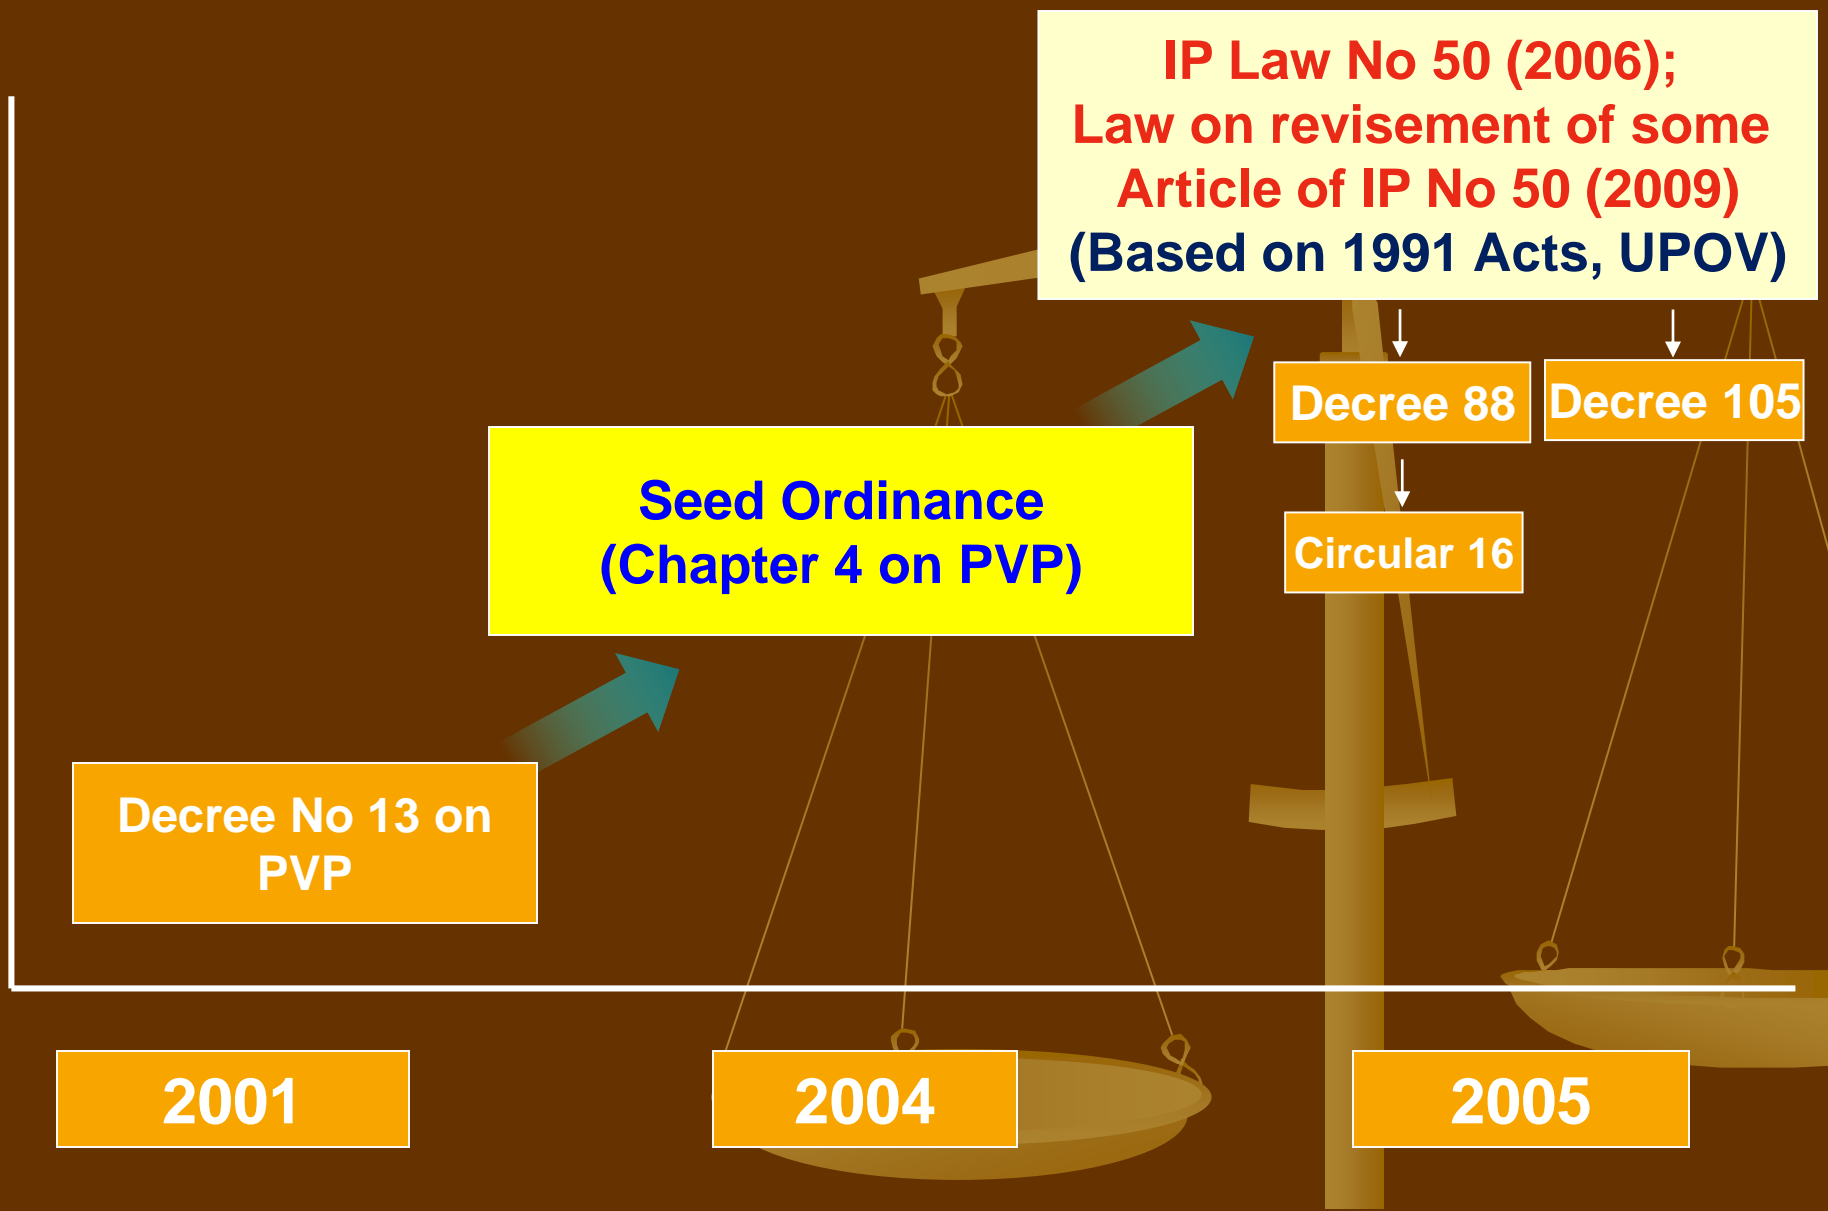 IP Law No 50 (2006);
Law on revisement of some
Article of IP No 50 (2009)
(Based on 1991 Acts, UPOV)
Decree 88
Decree 105
Seed Ordinance
(Chapter 4 on PVP)
Circular 16
Decree No 13 on
PVP
2001
2004
2005